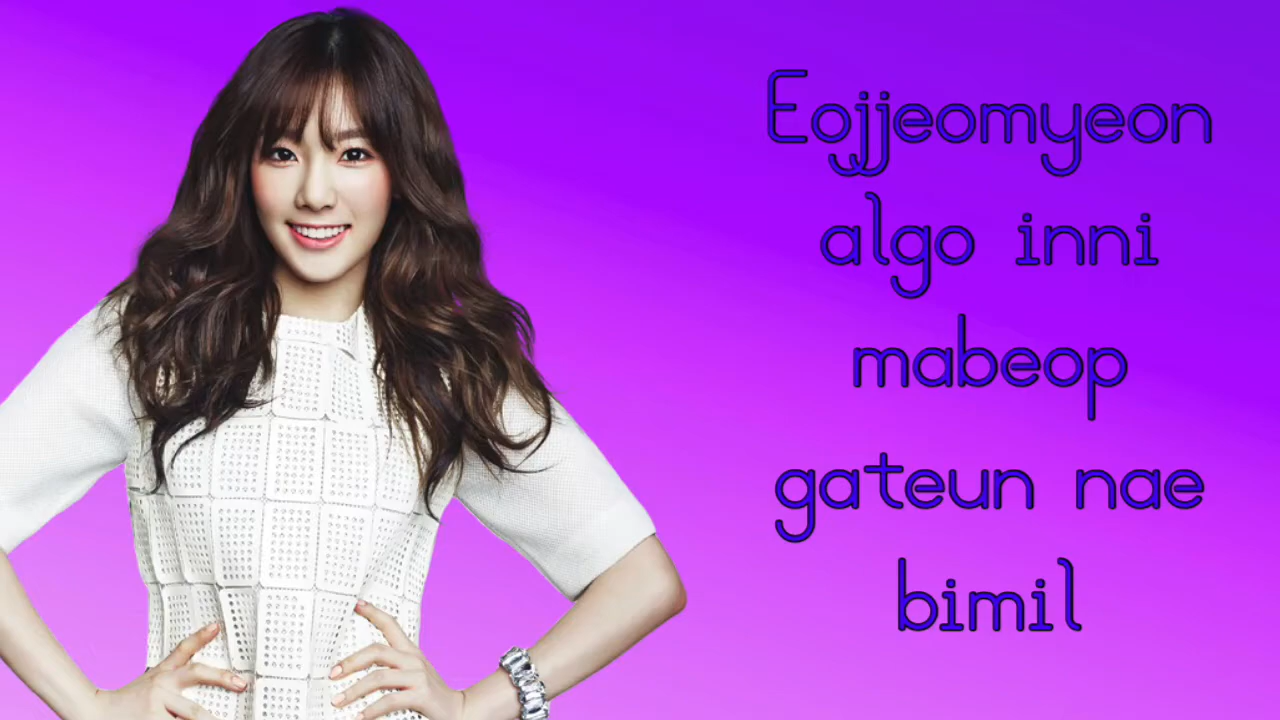 Eojjeomyeon
algo inni
mabeop
gateun nae
bimil